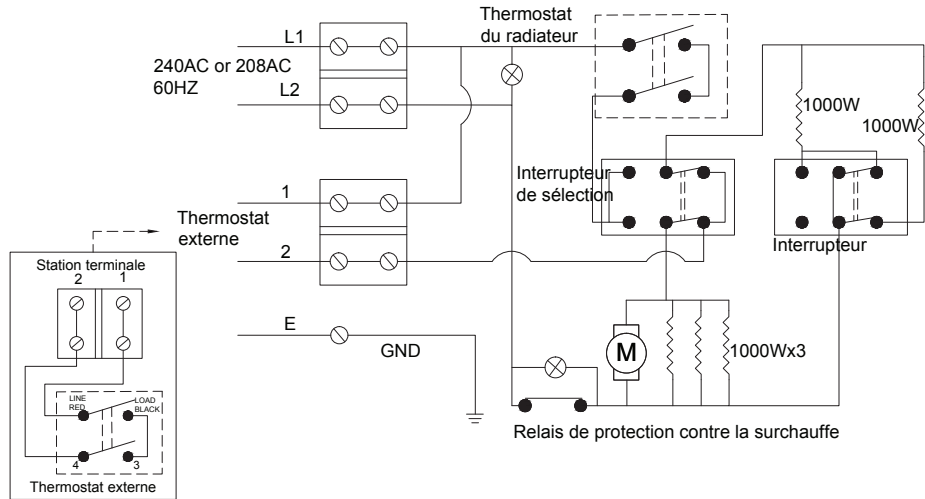 Thermostat
du radiateur
L1
240AC or 208AC
60HZ
L2
1000W
1000W
Interrupteur
de sélection
1
Thermostat
externe
2
Interrupteur
Station terminale
2 1
E
GND
M
1000Wx3
LINE
RED
LOAD
BLACK
4 3
Relais de protection contre la surchauffe
Thermostat externe